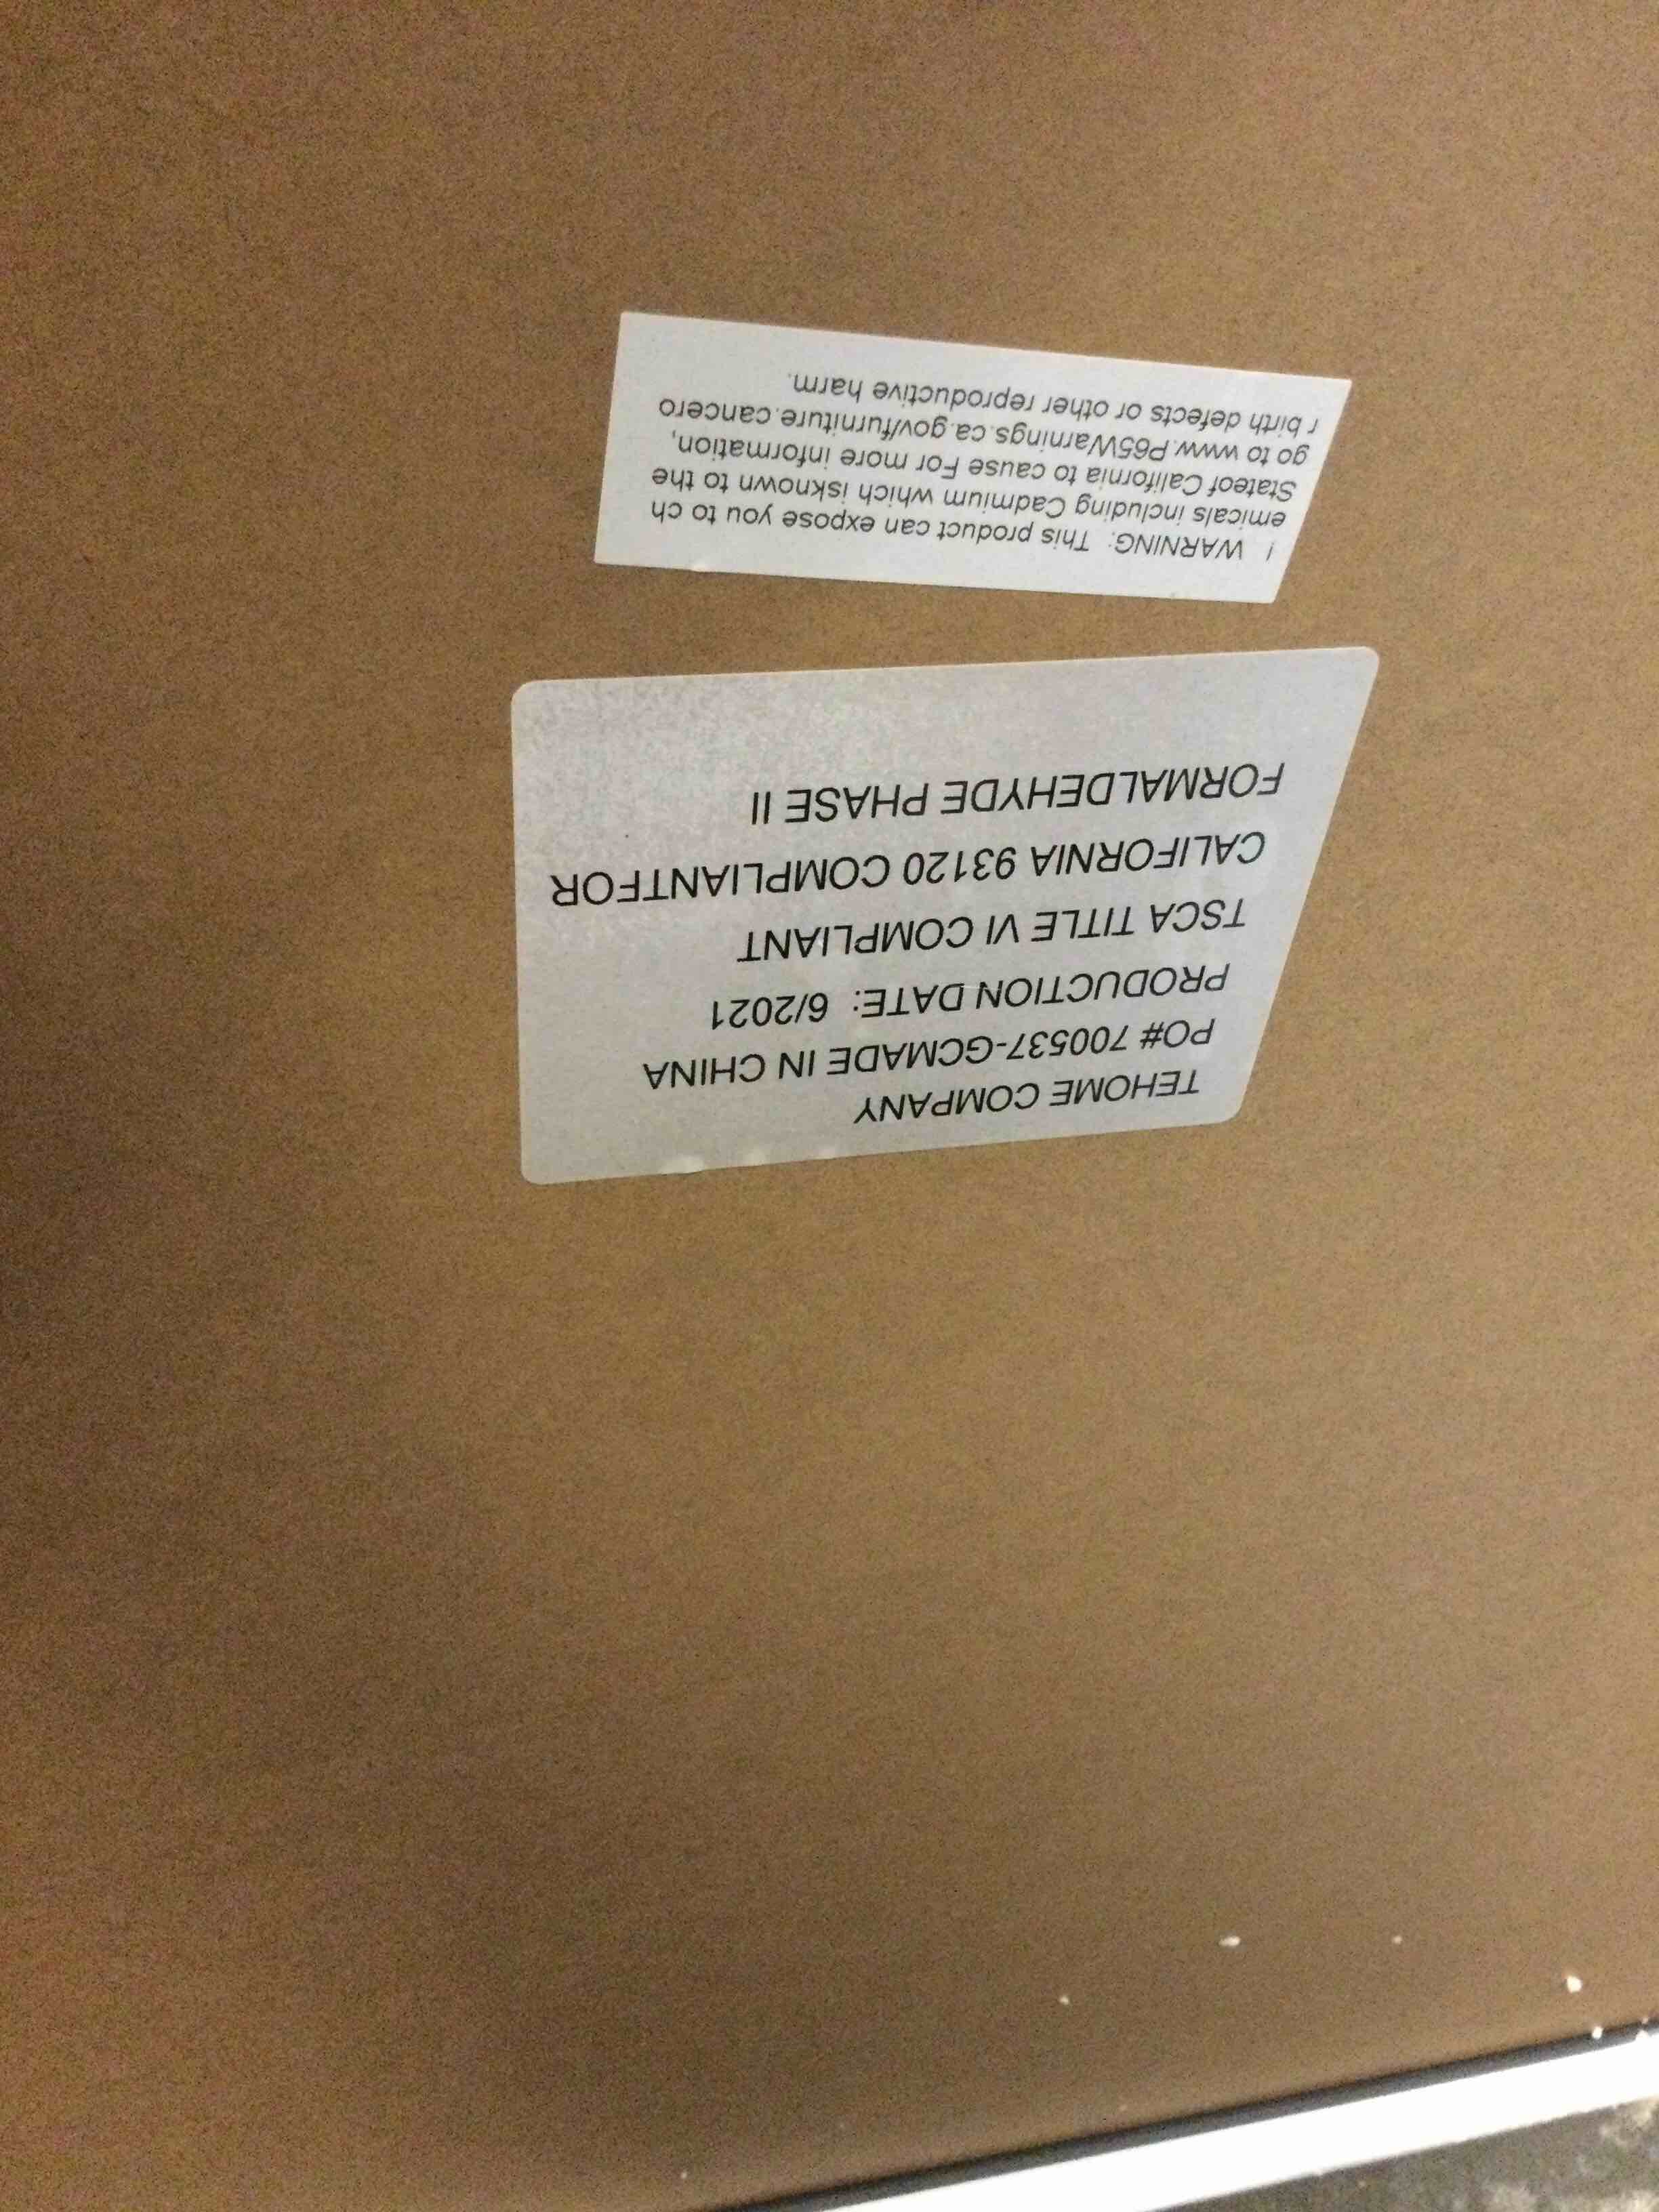 TEHOME COMPANY
PO# 700537-GCMADE IN CHINA
PRODUCTION DATE: 6/2021
TSCA TITLE VI COMPLIANT
CALIFORNIA 93120 COMPLIANTFOR
FORMALDEHYDE PHASE II
! WARNING: This product can expose you to ch
emicals including Cadmium which isknown to the
Stateof California to cause For more information,
go to www.P65Warnings.ca.gov/furniture.cancero
r birth defects or other reproductive harm.